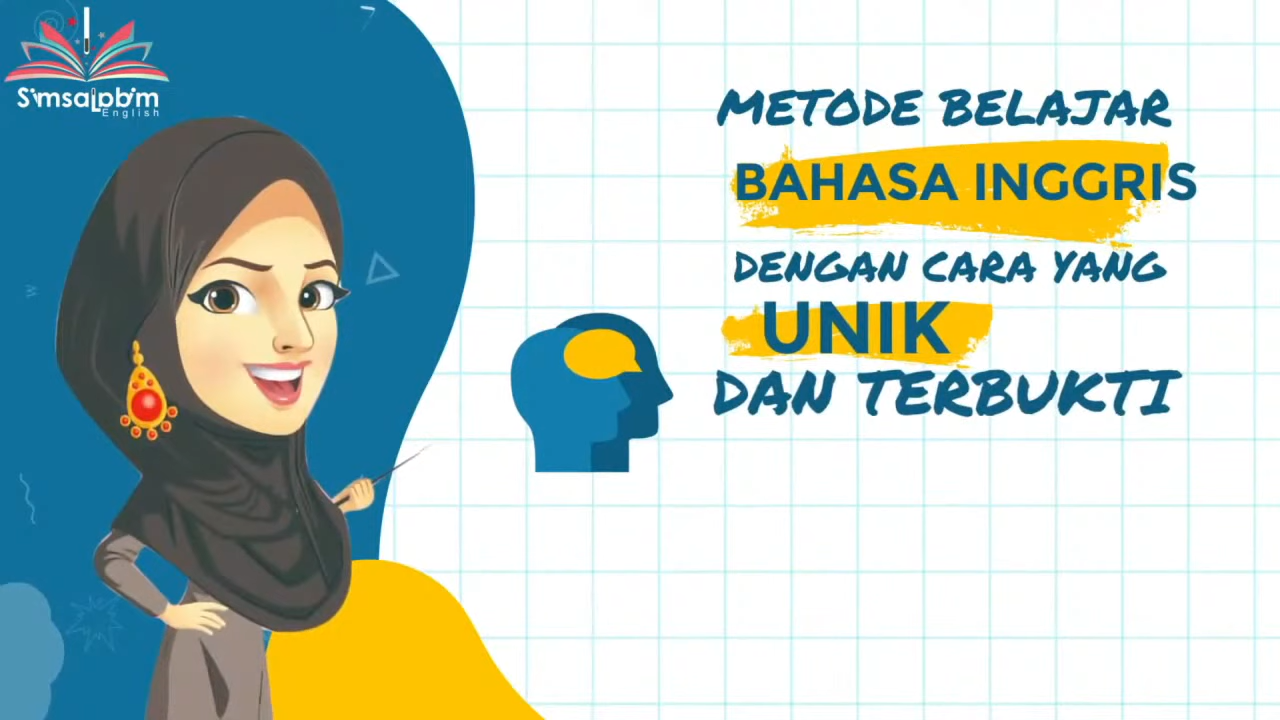 Simsalabim
English
METODE BELAJAR
BAHASA INGGRIS
DENGAN CARA YANG
UNIK
DAN TERBUKTI